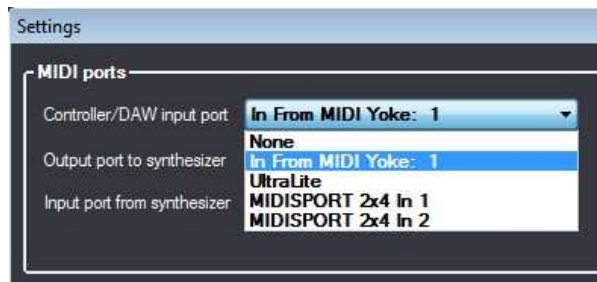 Settings
MIDI ports
Controller/DAW input port In From MIDI Yoke: 1
None
Output port to synthesizer In From MIDI Yoke: 1
UltraLite
Input port from synthesizer MIDISPORT 2x4 In 1
MIDISPORT 2x4 In 2